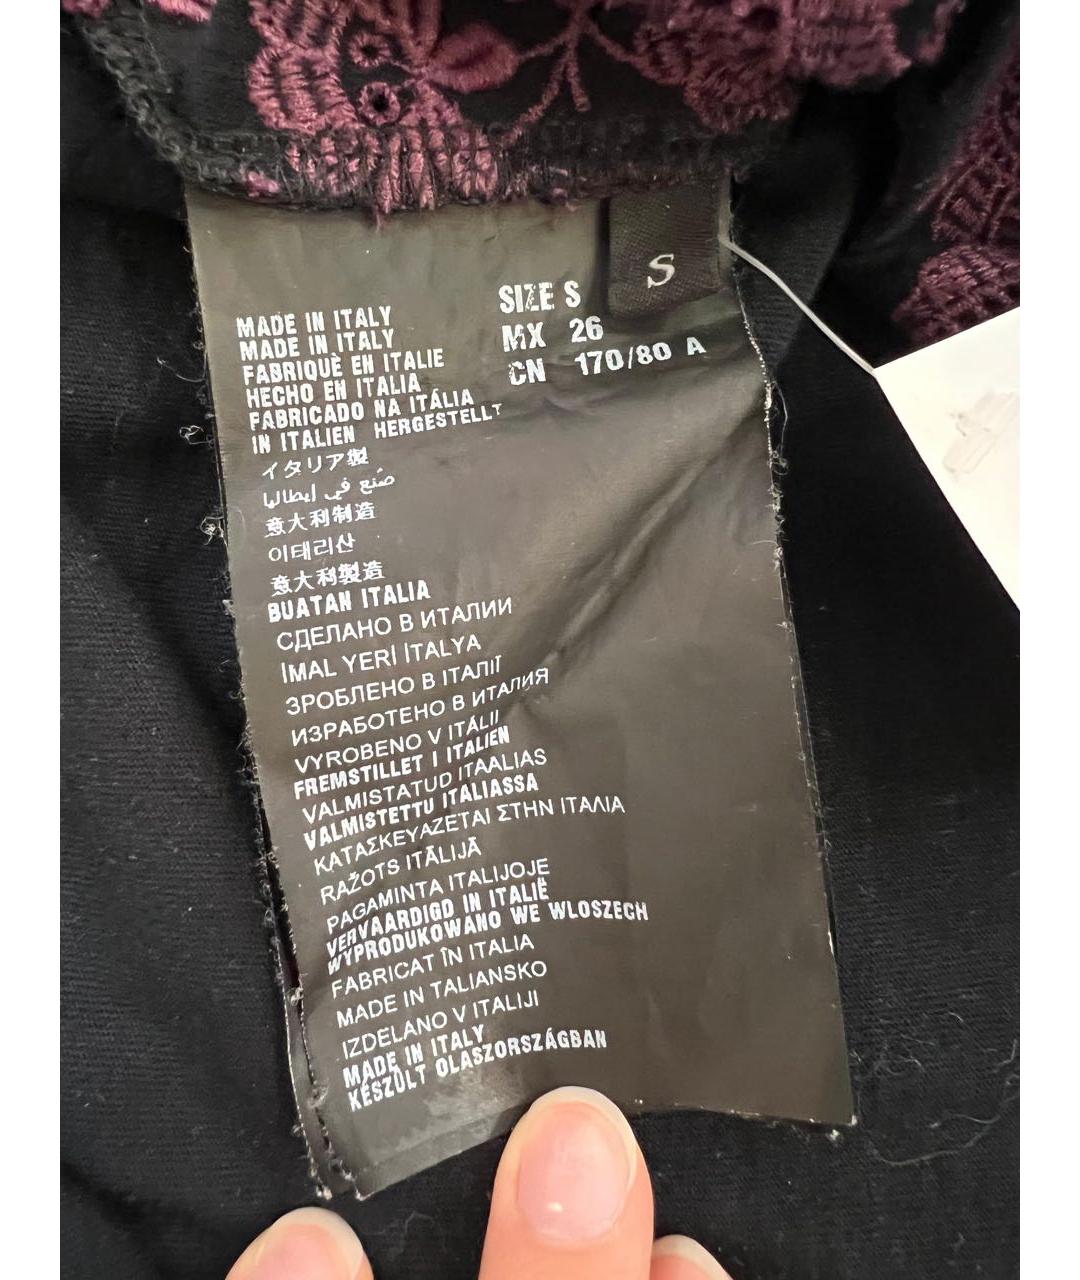 S
SIZE S
MX 26
CN 170/80 A
MADE IN ITALY
MADE IN ITALY
FABRIQUÈ EN ITALIE
HECHO EN ITALIA
FABRICADO NA ITÁLIA
IN ITALIEN HERGESTELLT
イタリア製
صنع في ايطاليا
意大利制造
이태리산
意大利製造
BUATAN ITALIA
СДЕЛАНО В ИТАЛИИ
İMAL YERİ İTALYA
ЗРОБЛЕНО В ІТАЛІЇ
ИЗРАБОТЕНО В ИТАЛИЯ
VYROBENO V ITÁLII
FREMSTILLET I ITALIEN
VALMISTATUD ITAALIAS
VALMISTETTU ITALIASSA
ΚΑΤΑΣΚΕΥΑΖΕΤΑΙ ΣΤΗΝ ΙΤΑΛΙΑ
RAŽOTS ITĀLIJĀ
PAGAMINTA ITALIJOJE
VERVAARDIGD IN ITALIË
WYPRODUKOWANO WE WLOSZECH
FABRICAT ÎN ITALIA
MADE IN TALIANSKO
IZDELANO V ITALIJI
MADE IN ITALY
KÉSZÜLT OLASZORSZÁGBAN